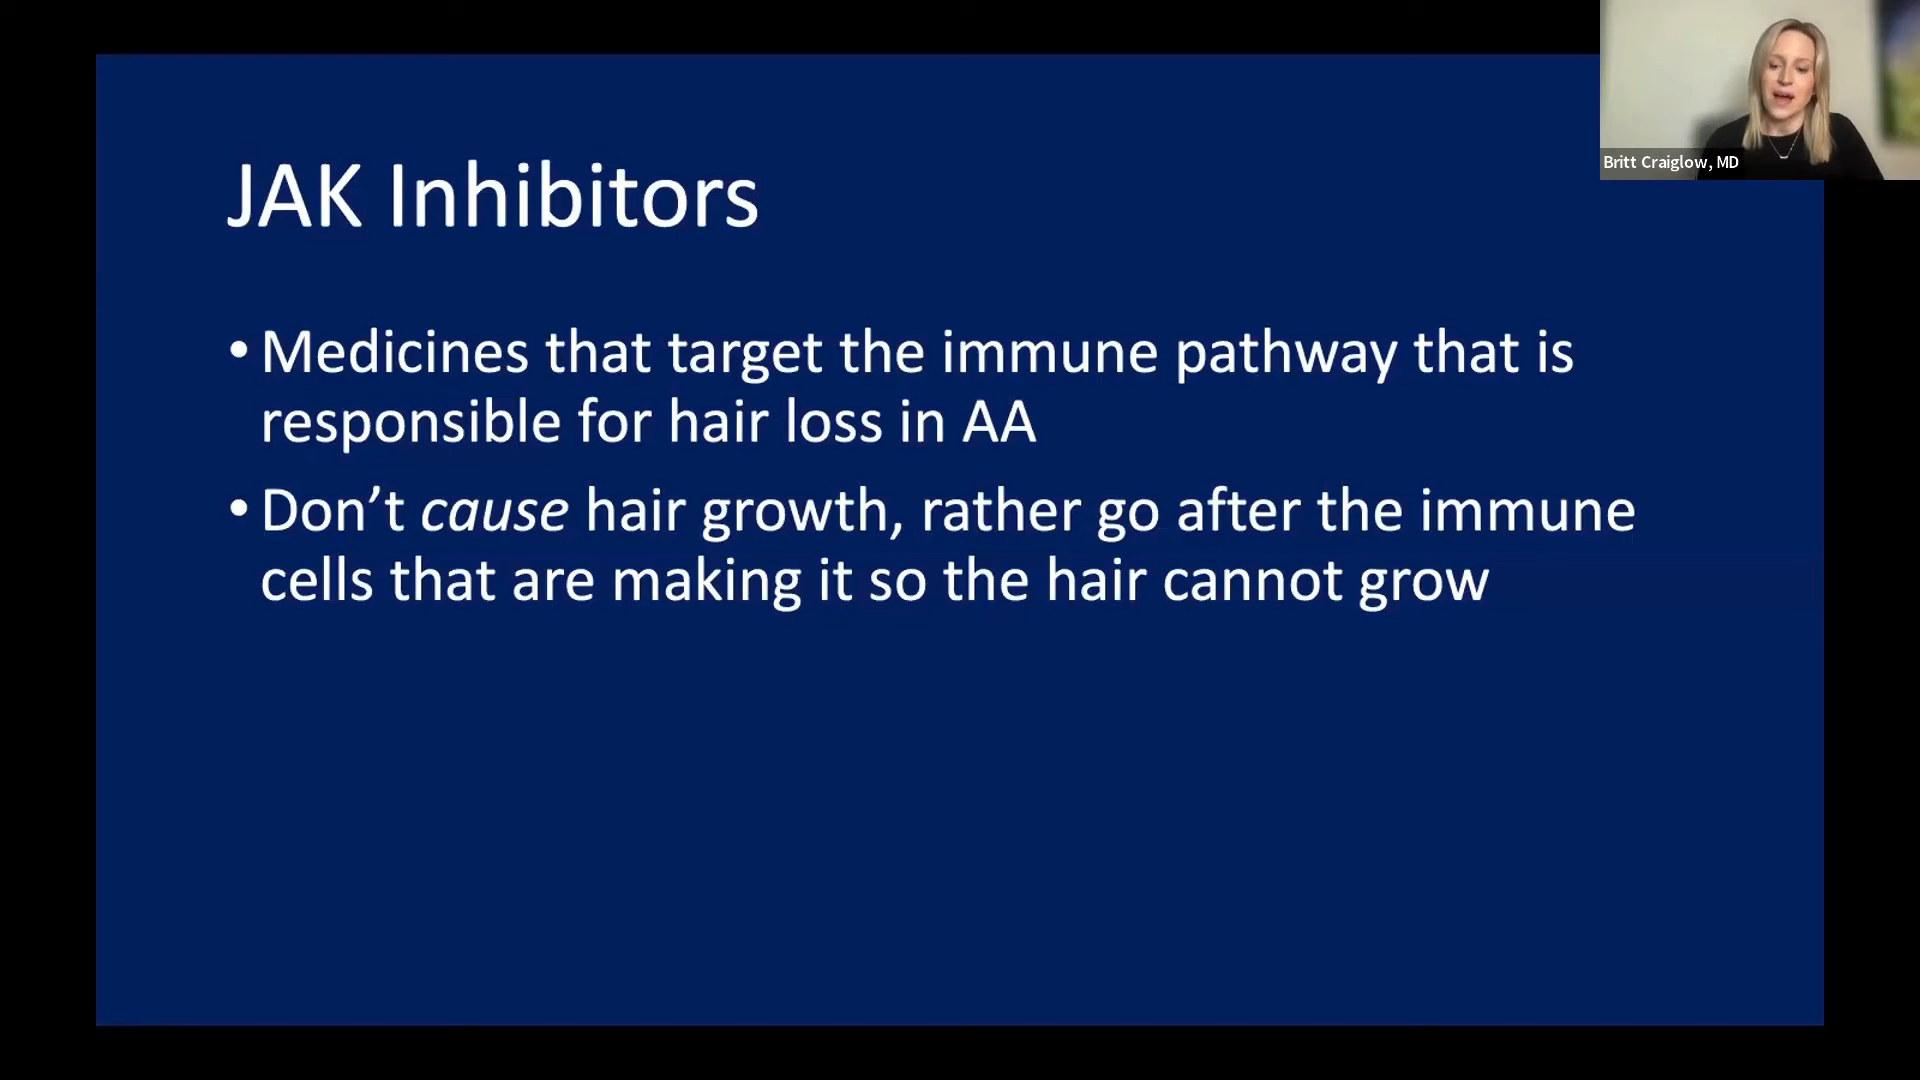 Britt Craiglow, MD
JAK Inhibitors
• Medicines that target the immune pathway that is
responsible for hair loss in AA
• Don’t cause hair growth, rather go after the immune
cells that are making it so the hair cannot grow